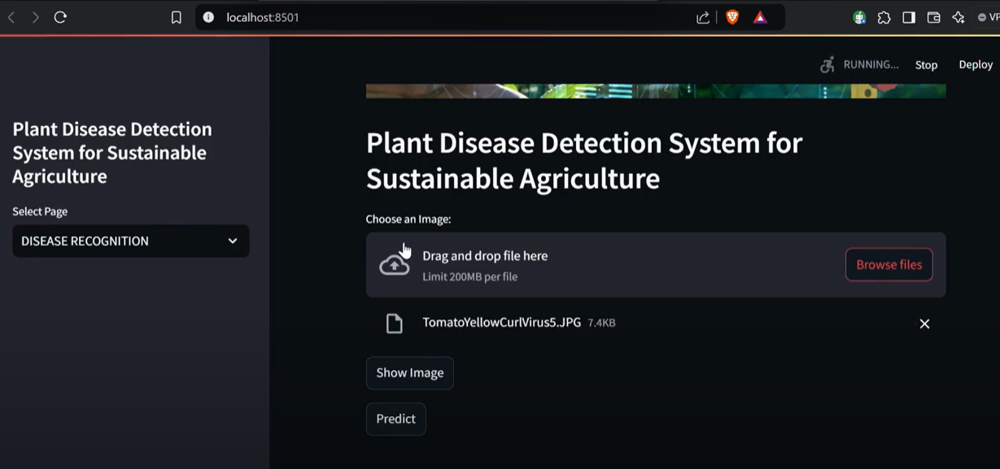 localhost:8501
VP
RUNNING...
Stop
Deploy
Plant Disease Detection
System for Sustainable
Agriculture
Select Page
DISEASE RECOGNITION
Plant Disease Detection System for
Sustainable Agriculture
Choose an Image:
Drag and drop file here
Limit 200MB per file
Browse files
TomatoYellowCurlVirus5.JPG 7.4KB
Show Image
Predict